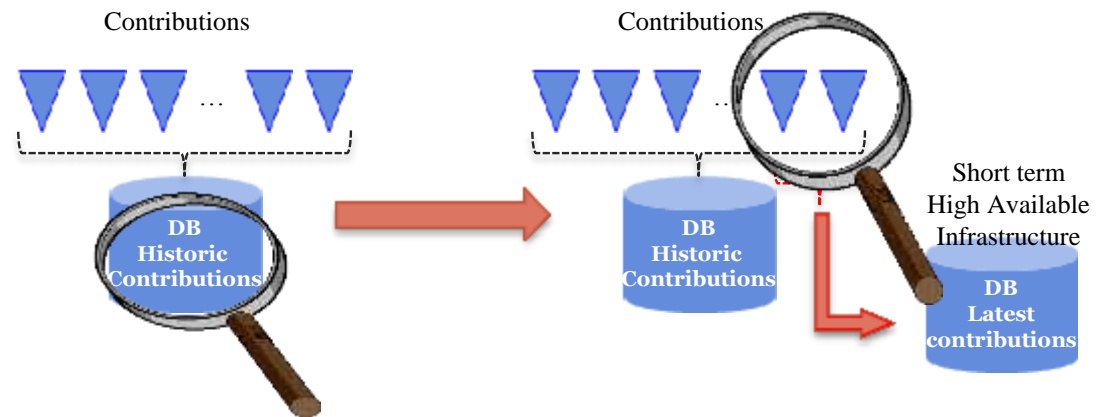 Contributions
...
DB
Historic
Contributions
Contributions
...
DB
Historic
Contributions
Short term
High Available
Infrastructure
DB
Latest
contributions